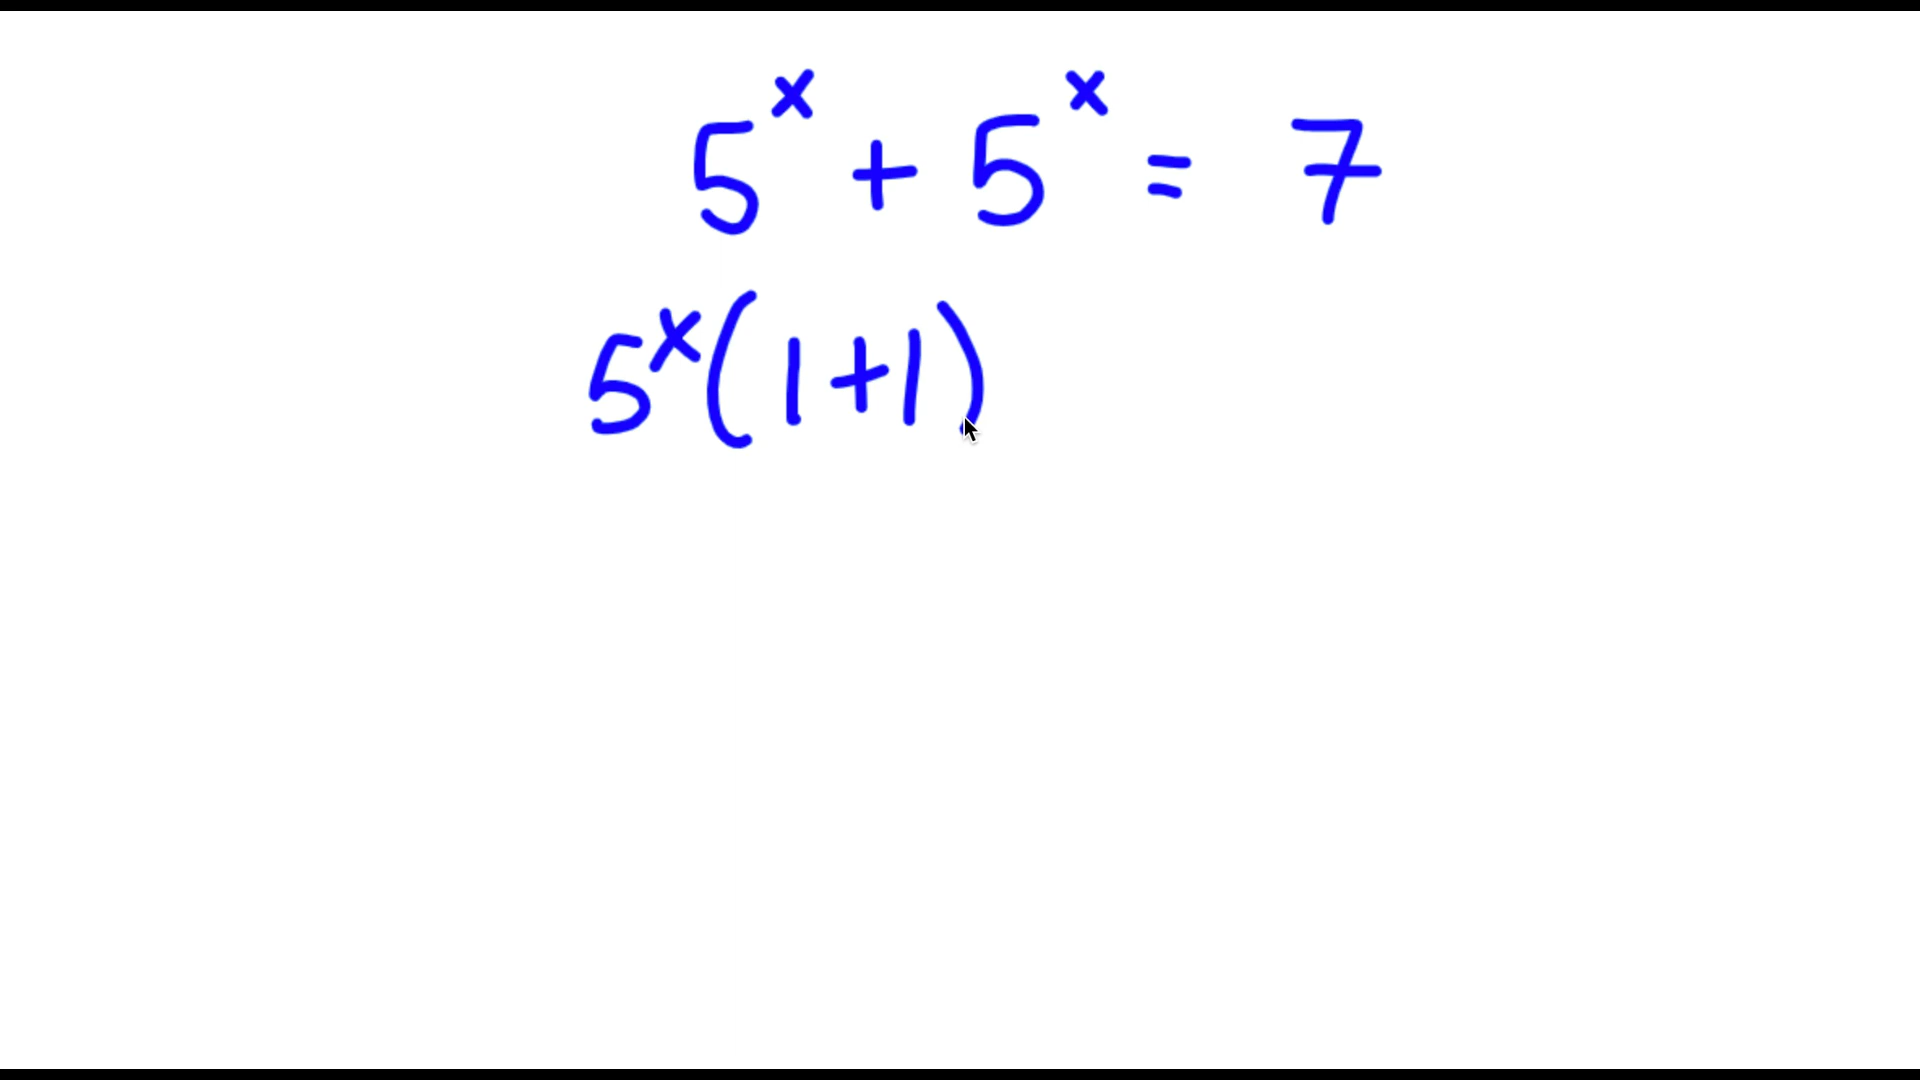 5^x + 5^x = 7
5^x(1+1)